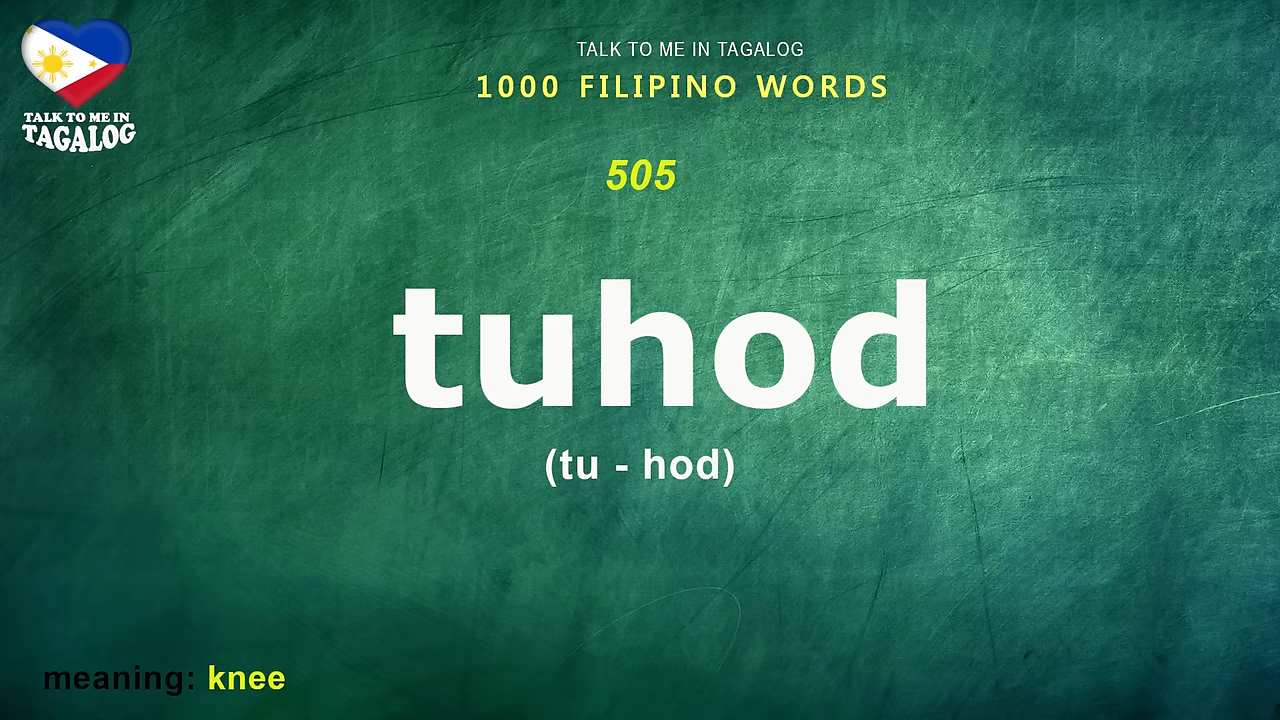 TALK TO ME IN
TAGALOG
TALK TO ME IN TAGALOG
1000 FILIPINO WORDS
505
tuhod
(tu - hod)
meaning: knee